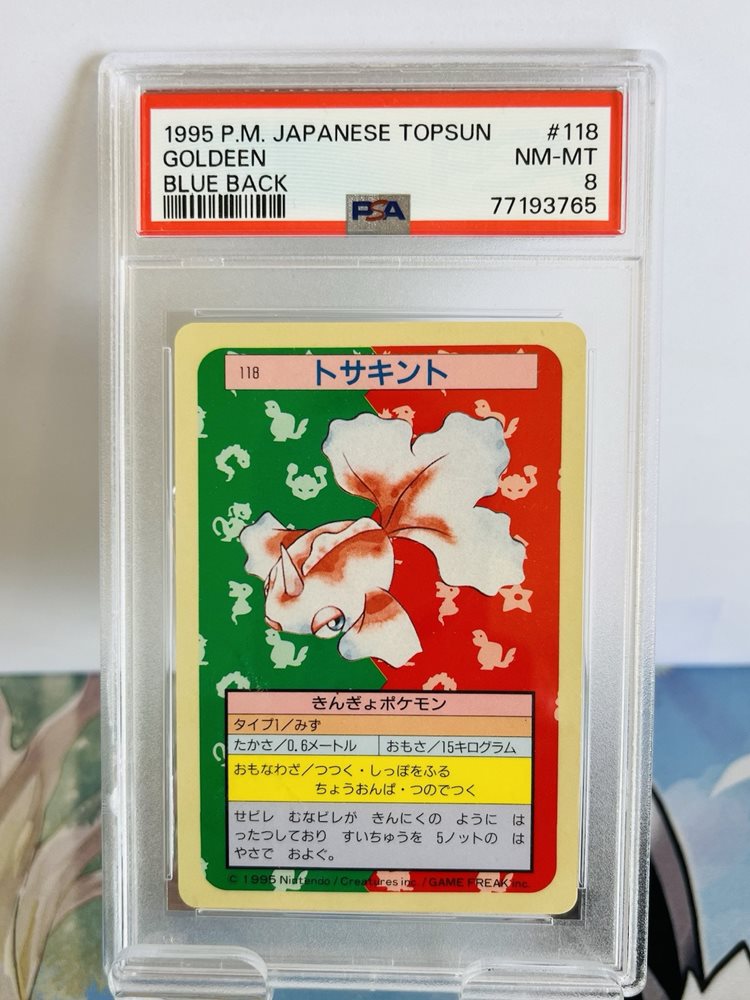 1995 P.M. JAPANESE TOPSUN #118
GOLDEEN NM-MT
BLUE BACK 8
PSA 77193765
118 トサキント
きんぎょポケモン
タイプ1/みず
たかさ/0.6メートル おもさ/15キログラム
おもなわざ/つつく・しっぽをふる
ちょうおんぱ・つのでつく
せビレ むなビレが きんにくの ように は
ったつしており すいちゅうを 5ノットの は
やさで およぐ。
© 1995 Nintendo / Creatures inc. / GAME FREAK inc.